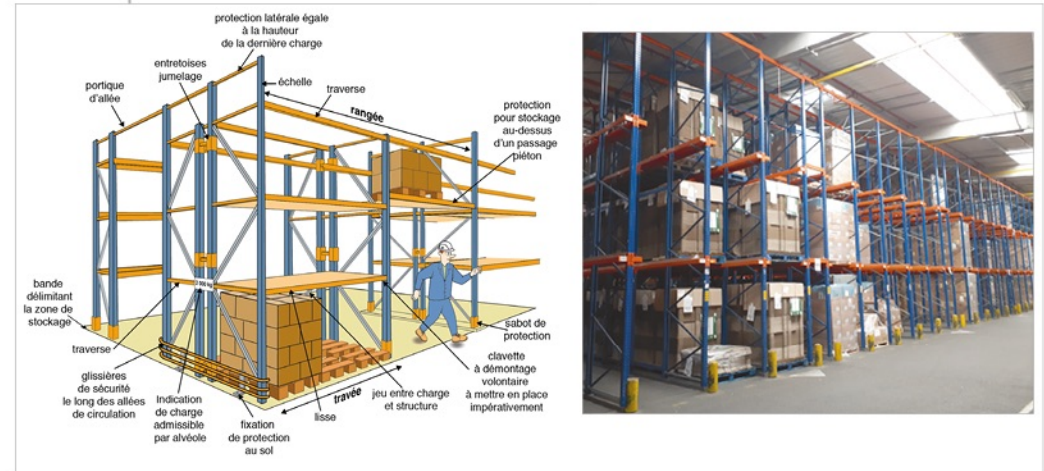 protection latérale égale
à la hauteur
de la dernière charge
entretoises
jumelage
échelle
portique
d'allée
traverse
rangée
protection
pour stockage
au-dessus
d'un passage
piéton
bande
délimitant
la zone de
stockage
traverse
glissières
de sécurité
le long des allées
de circulation
Indication
de charge
admissible
par alvéole
fixation
de protection
au sol
travée
lisse
jeu entre charge
et structure
clavette
à démontage
volontaire
à mettre en place
impérativement
sabot de
protection